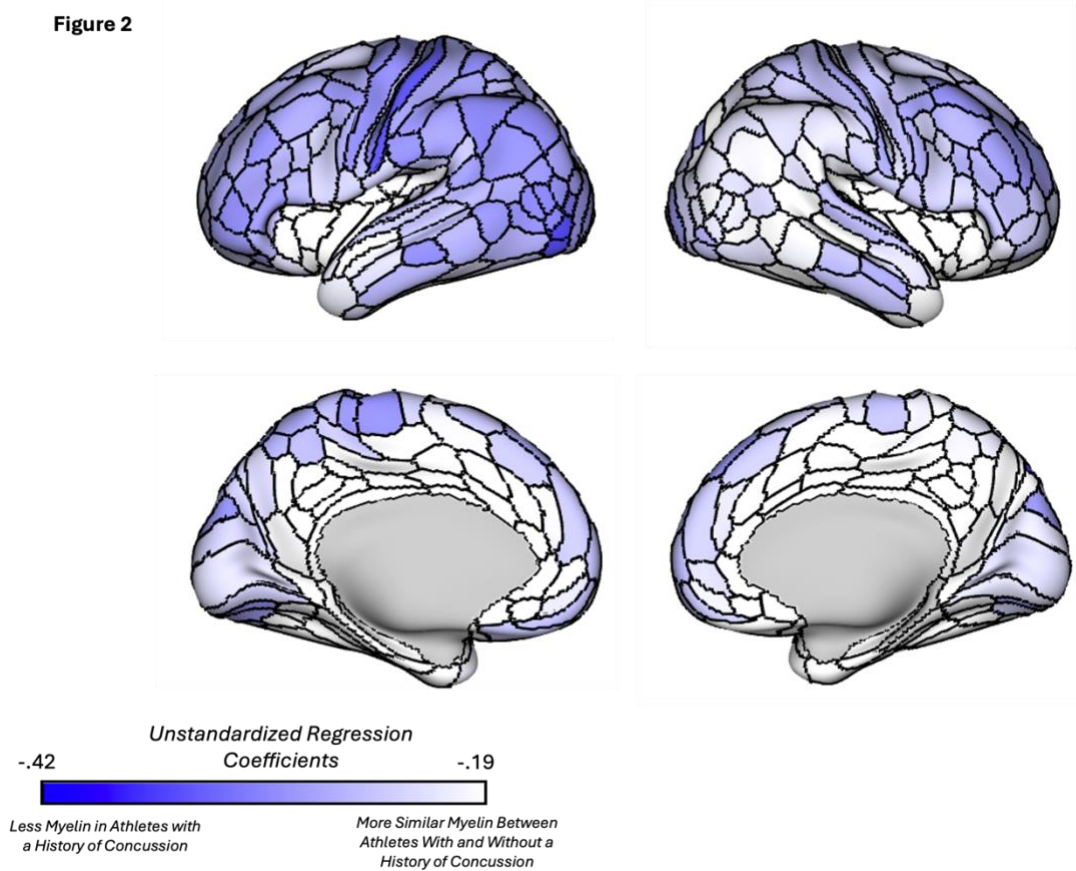 Figure 2
Unstandardized Regression
Coefficients
-.42
-.19
Less Myelin in Athletes with
a History of Concussion
More Similar Myelin Between
Athletes With and Without a
History of Concussion